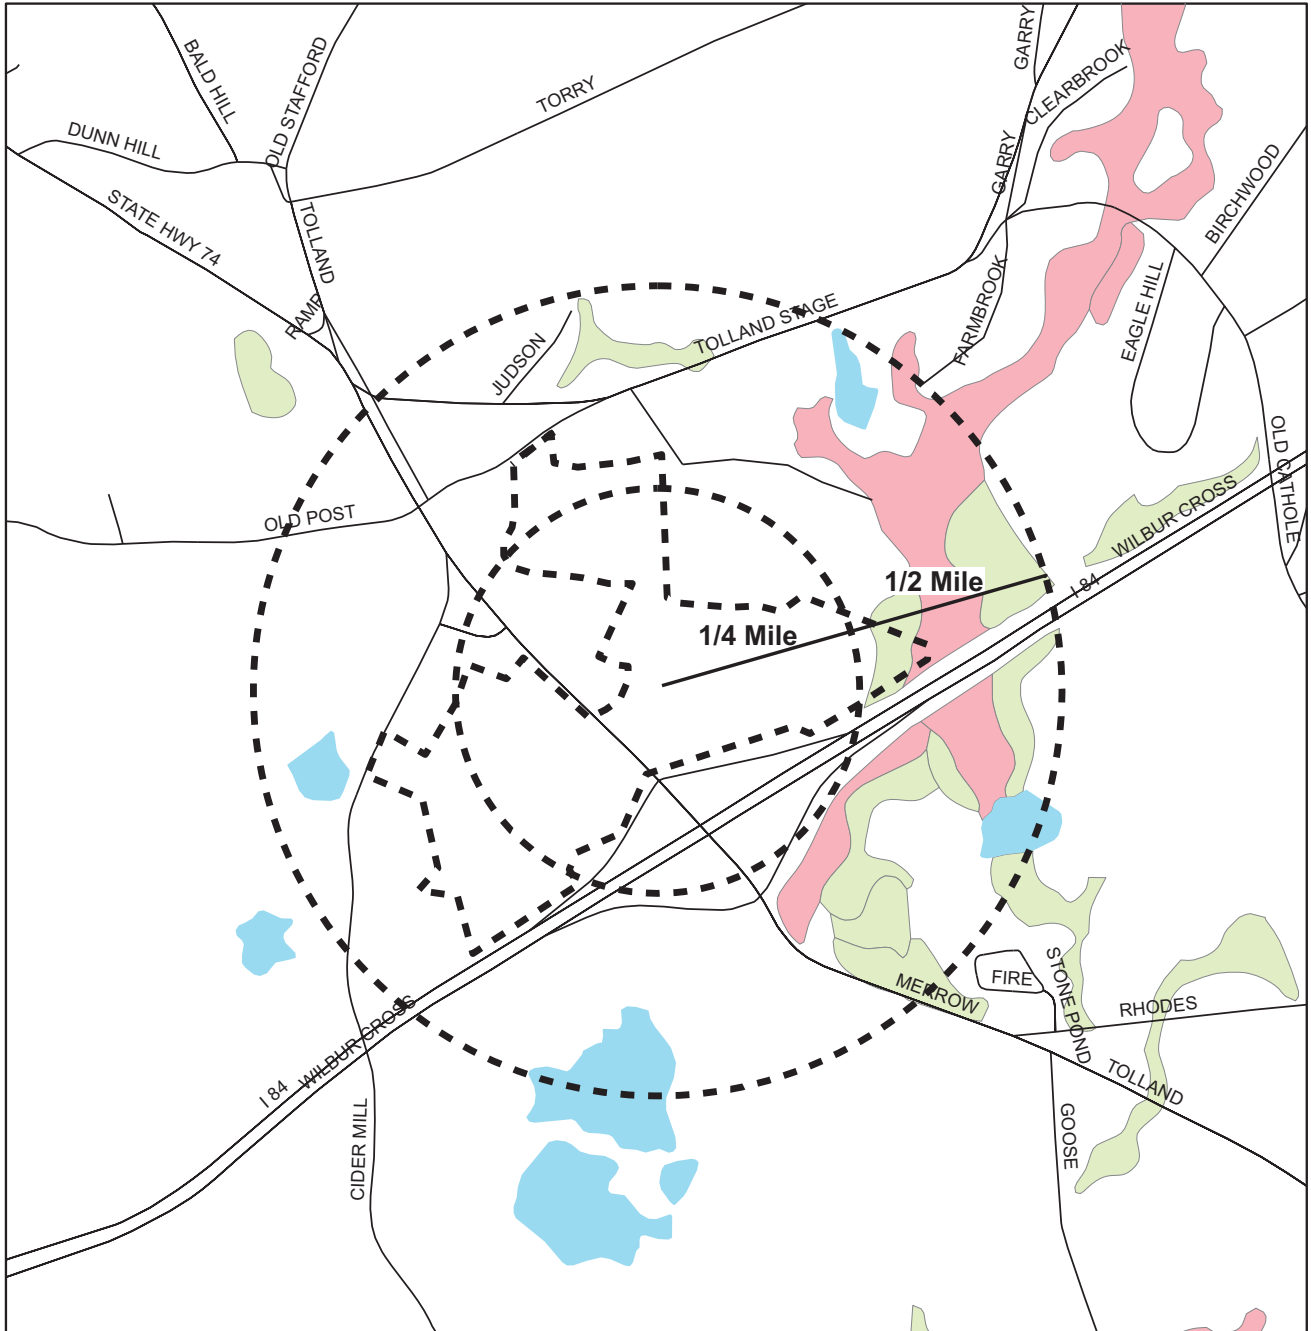 GARRY
BALD HILL
OLD STAFFORD
CLEARBROOK
TORRY
DUNN HILL
GARRY
BIRCHWOOD
STATE HWY 74
TOLLAND
FARMBROOK
EAGLE HILL
RAMP
TOLLAND STAGE
JUDSON
OLD CATHOLE
OLD POST
WILBUR CROSS
I 84
1/2 Mile
1/4 Mile
MERROW
FIRE
STONE POND
RHODES
I 84
WILBUR CROSS
TOLLAND
CIDER MILL
GOOSE